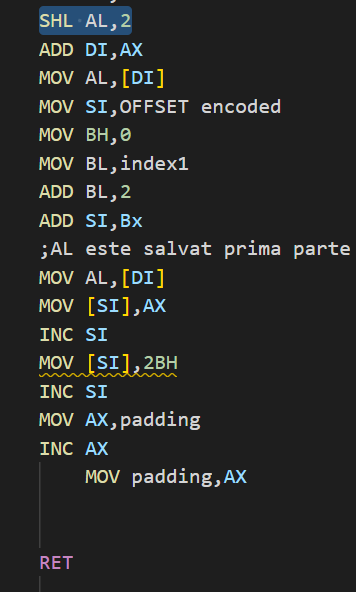 SHL AL,2
ADD DI,AX
MOV AL,[DI]
MOV SI,OFFSET encoded
MOV BH,0
MOV BL,index1
ADD BL,2
ADD SI,Bx
;AL este salvat prima parte
MOV AL,[DI]
MOV [SI],AX
INC SI
MOV [SI],2BH
INC SI
MOV AX,padding
INC AX
MOV padding,AX
RET